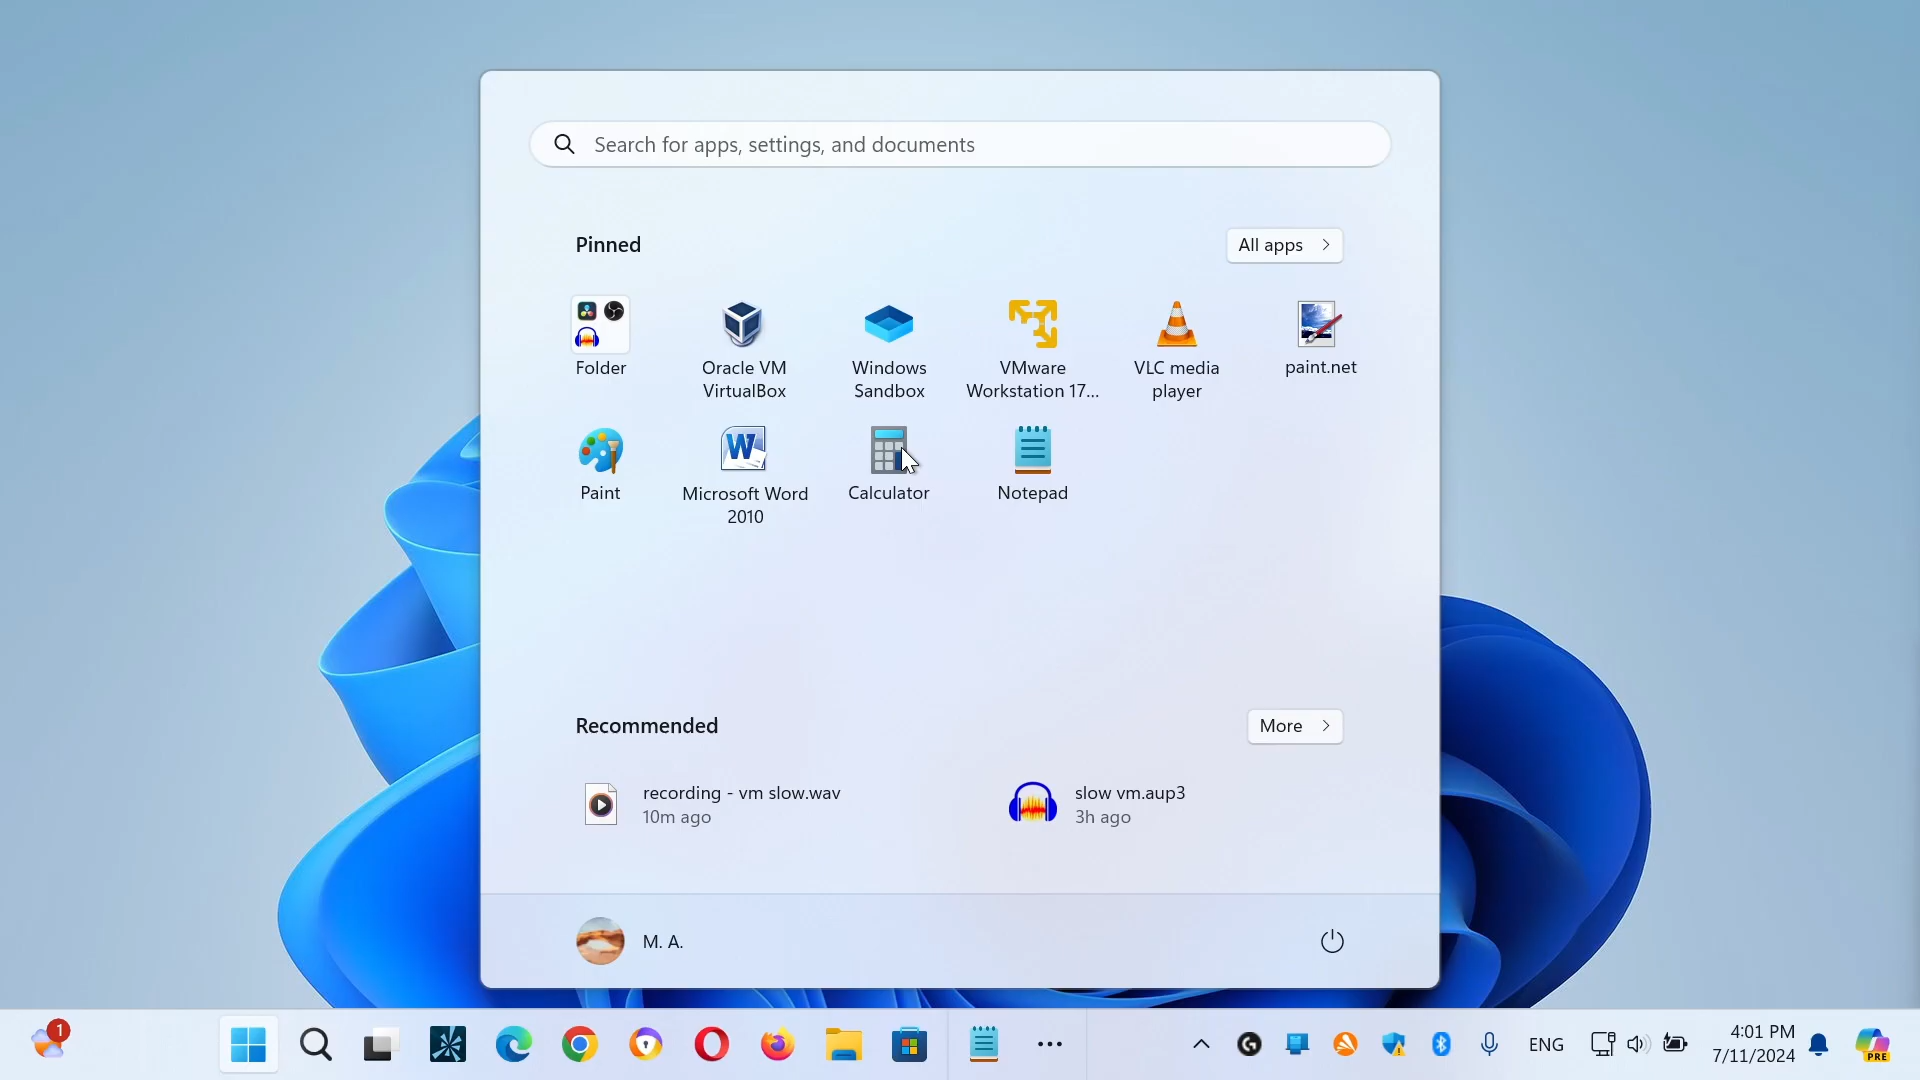 Search for apps, settings, and documents
Pinned
All apps
Folder
Oracle VM
VirtualBox
Windows
Sandbox
VMware
Workstation 17...
VLC media
player
paint.net
Paint
Microsoft Word
2010
Calculator
Notepad
Recommended
More
recording - vm slow.wav
10m ago
slow vm.aup3
3h ago
M. A.
1
ENG
4:01 PM
7/11/2024
PRE